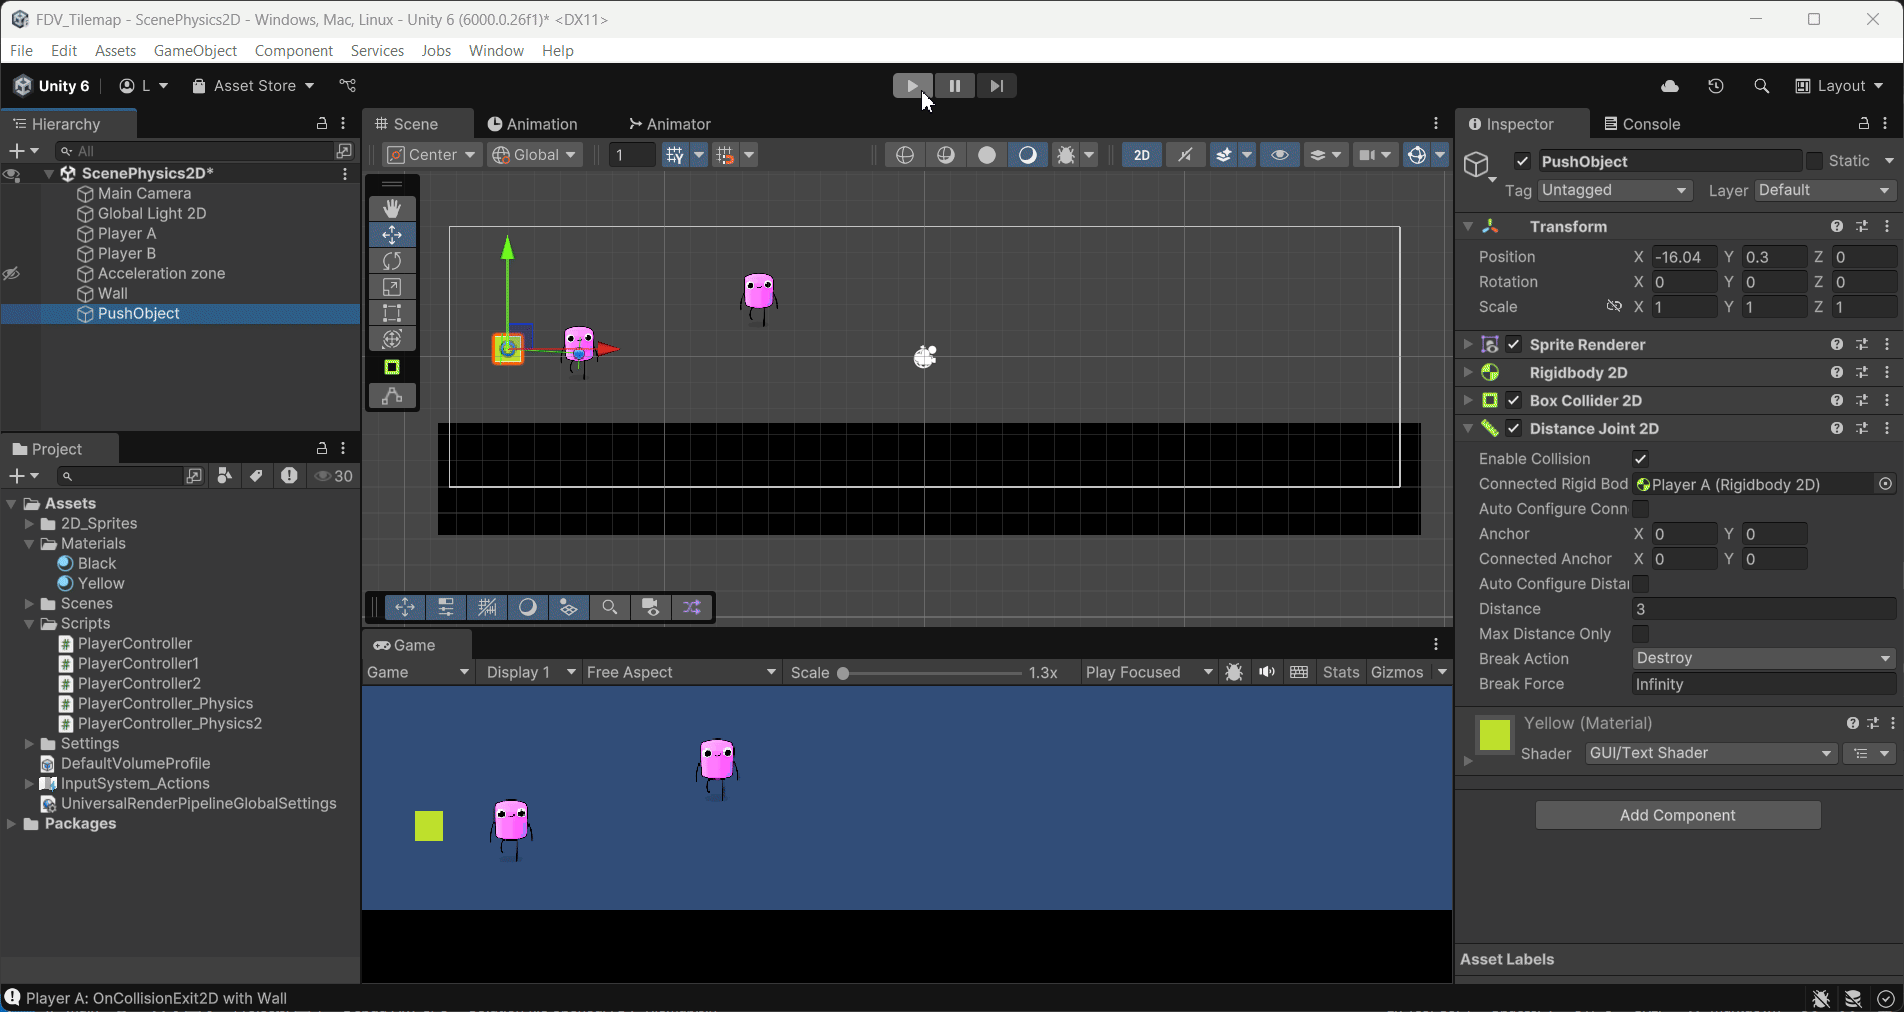 FDV_Tilemap - ScenePhysics2D - Windows, Mac, Linux - Unity 6 (6000.0.26f1)* <DX11>
File Edit Assets GameObject Component Services Jobs Window Help
Unity 6 L Asset Store Layout
Hierarchy
All
ScenePhysics2D*
Main Camera
Global Light 2D
Player A
Player B
Acceleration zone
Wall
PushObject
Project
30
Assets
2D_Sprites
Materials
Black
Yellow
Scenes
Scripts
PlayerController
PlayerController1
PlayerController2
PlayerController_Physics
PlayerController_Physics2
Settings
DefaultVolumeProfile
InputSystem_Actions
UniversalRenderPipelineGlobalSettings
Packages
Scene Animation Animator
Center Global 1 2D
Game
Game Display 1 Free Aspect Scale 1.3x Play Focused Stats Gizmos
Inspector Console
PushObject Static
Tag Untagged Layer Default
Transform
Position X -16.04 Y 0.3 Z 0
Rotation X 0 Y 0 Z 0
Scale X 1 Y 1 Z 1
Sprite Renderer
Rigidbody 2D
Box Collider 2D
Distance Joint 2D
Enable Collision
Connected Rigid Bod Player A (Rigidbody 2D)
Auto Configure Conn
Anchor X 0 Y 0
Connected Anchor X 0 Y 0
Auto Configure Distan
Distance 3
Max Distance Only
Break Action Destroy
Break Force Infinity
Yellow (Material)
Shader GUI/Text Shader
Add Component
Asset Labels
Player A: OnCollisionExit2D with Wall